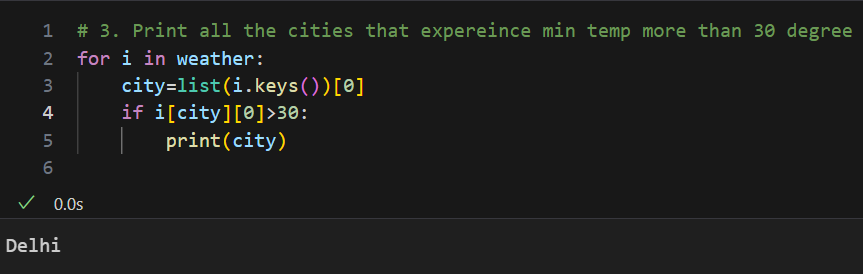 1 # 3. Print all the cities that expereince min temp more than 30 degree
2 for i in weather:
3     city=list(i.keys())[0]
4     if i[city][0]>30:
5         print(city)
6
0.0s
Delhi